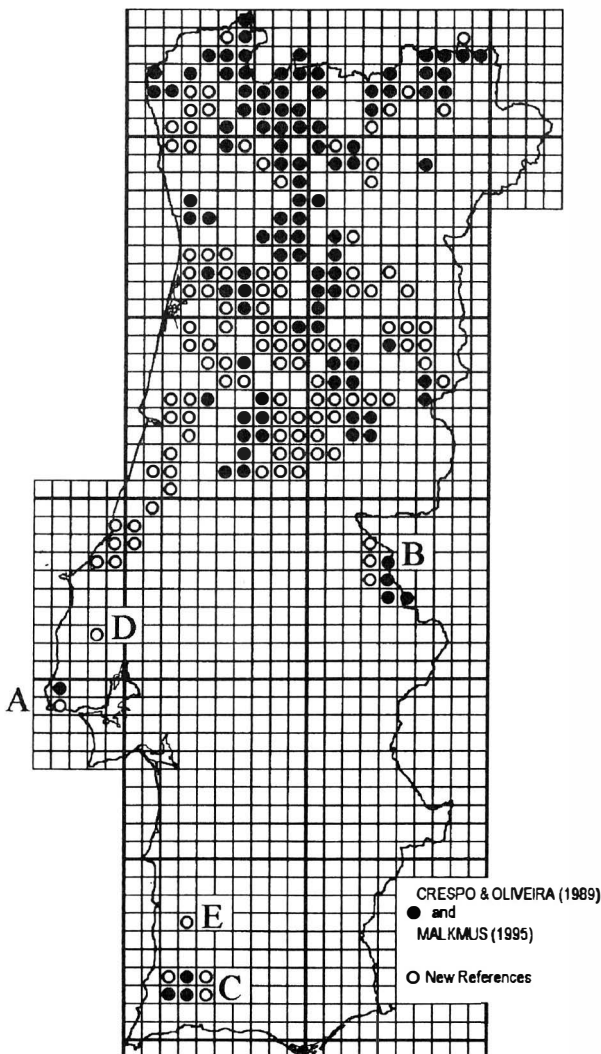 B
D
A
E
C
CRESPO & OLIVEIRA (1989)
and
MALKMUS (1995)
New References